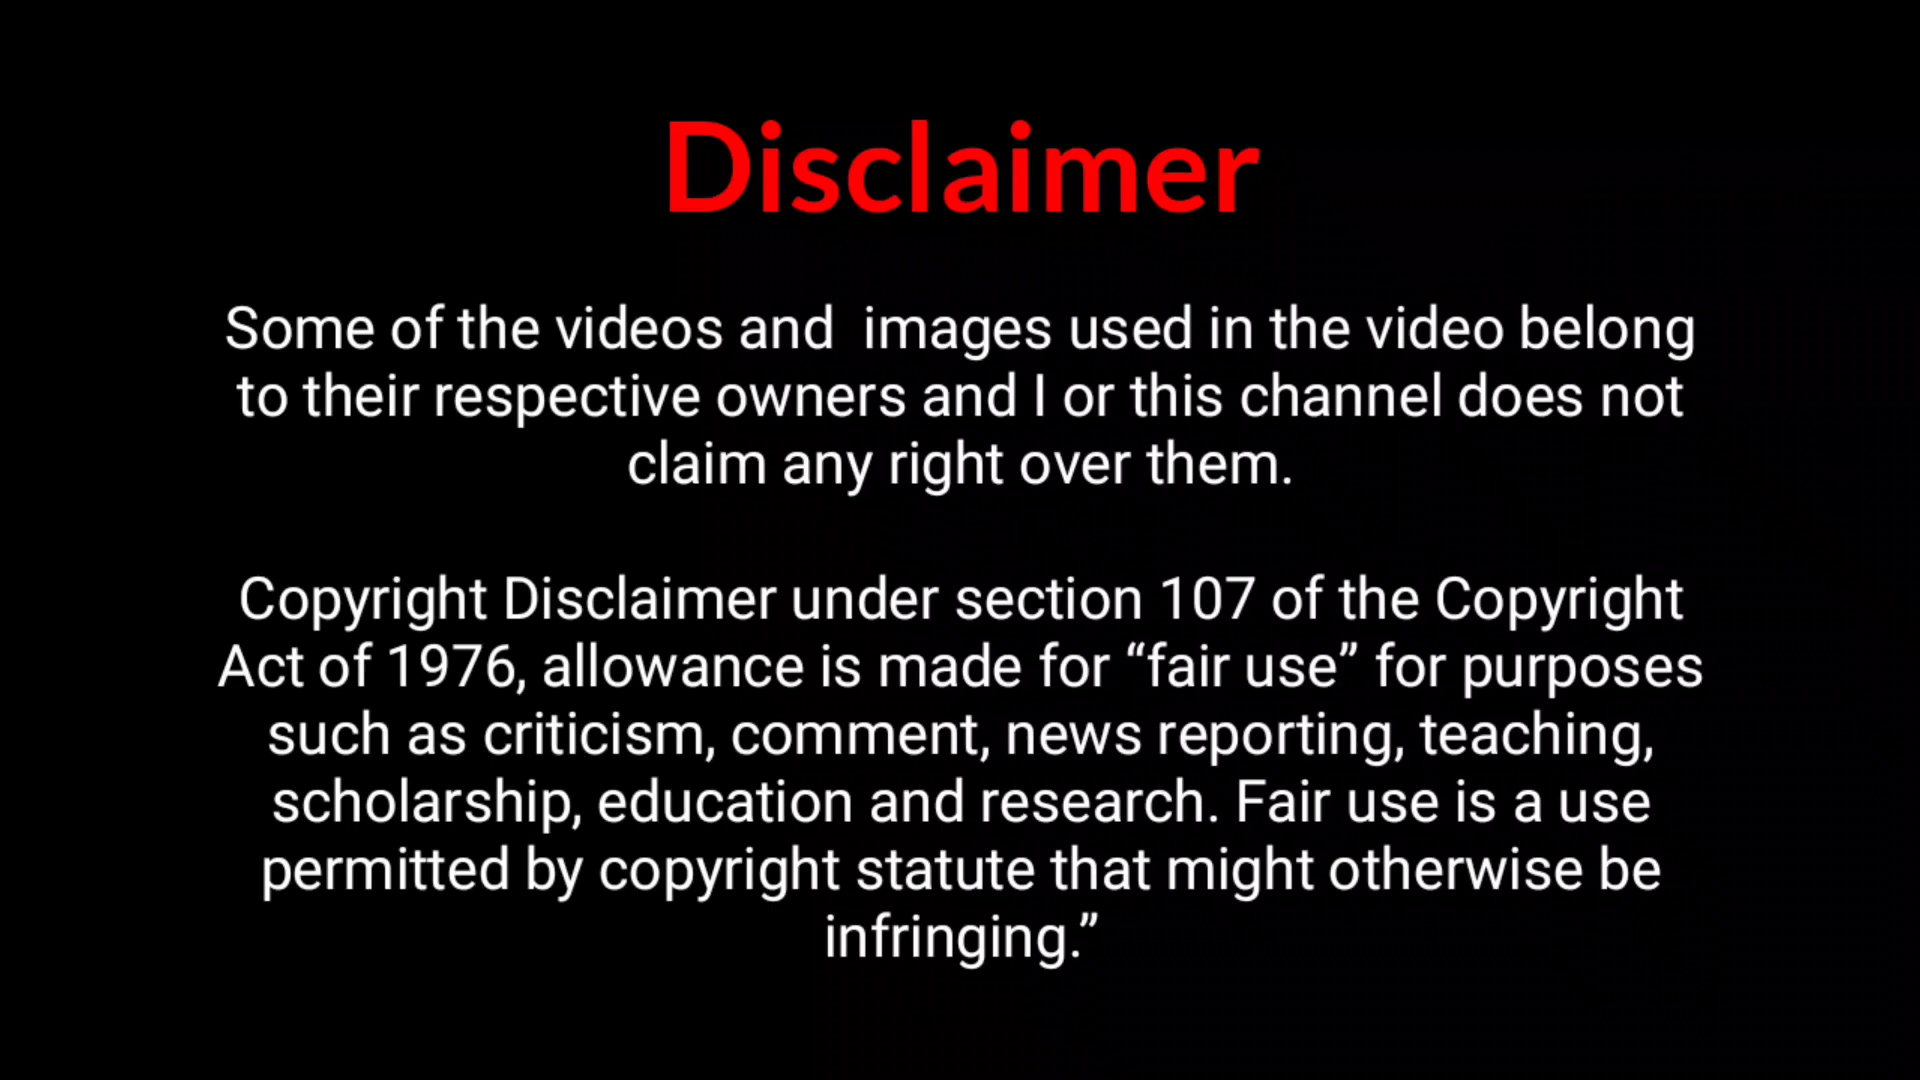 Disclaimer
Some of the videos and  images used in the video belong
to their respective owners and I or this channel does not
claim any right over them.
Copyright Disclaimer under section 107 of the Copyright
Act of 1976, allowance is made for “fair use” for purposes
such as criticism, comment, news reporting, teaching,
scholarship, education and research. Fair use is a use
permitted by copyright statute that might otherwise be
infringing.”